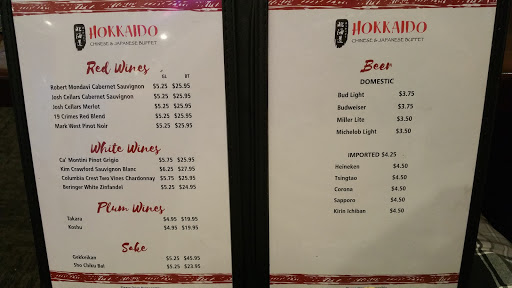 北海道 HOKKAIDO
CHINESE & JAPANESE BUFFET
Red Wines
GL BT
Robert Mondavi Cabernet Sauvignon $5.25 $25.95
Josh Cellars Cabernet Sauvignon $5.25 $25.95
Josh Cellars Merlot $5.25 $25.95
19 Crimes Red Blend $5.25 $25.95
Mark West Pinot Noir $5.25 $25.95
White Wines
Ca' Montini Pinot Grigio $5.75 $25.95
Kim Crawford Sauvignon Blanc $6.25 $27.95
Columbia Crest Two Vines Chardonnay $5.75 $25.95
Beringer White Zinfandel $5.25 $24.95
Plum Wines
Takara $4.95 $19.95
Koshu $4.95 $19.95
Sake
Gekkeikan $5.25 $45.95
Sho Chiku Bai $5.25 $23.95
北海道 HOKKAIDO
CHINESE & JAPANESE BUFFET
Beer
DOMESTIC
Bud Light $3.75
Budweiser $3.75
Miller Lite $3.50
Michelob Light $3.50
IMPORTED $4.25
Heineken $4.50
Tsingtao $4.50
Corona $4.50
Sapporo $4.50
Kirin Ichiban $4.50